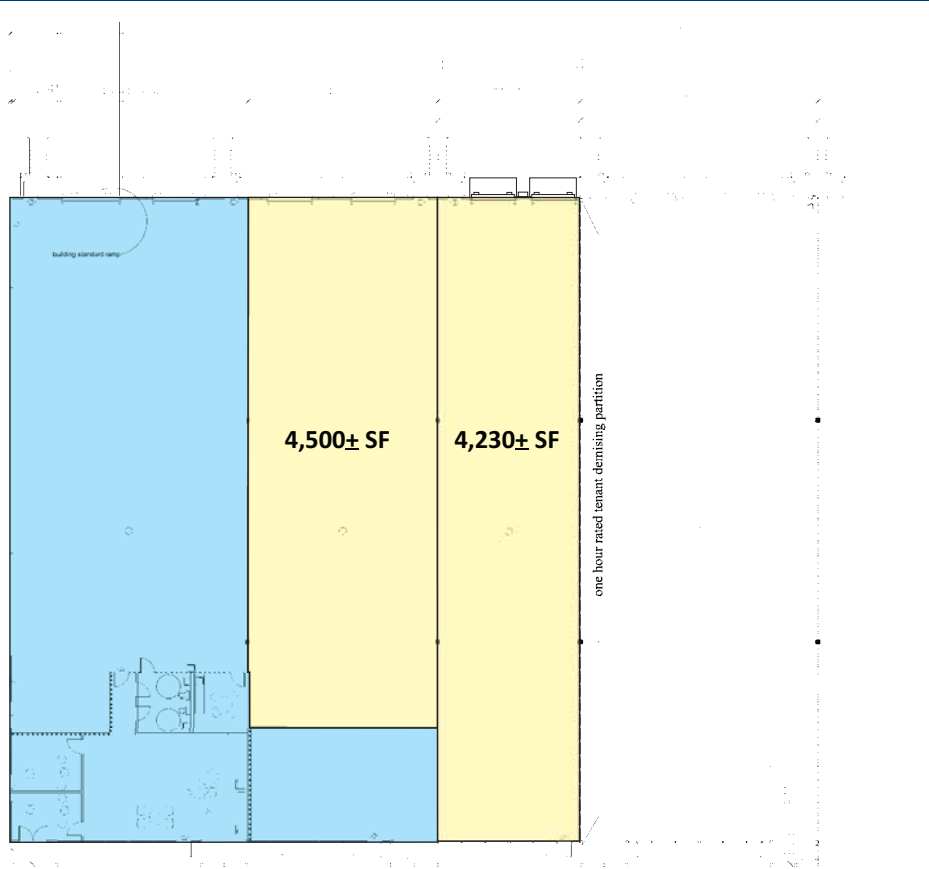 building standard ramp
4,500± SF
4,230± SF
one hour rated tenant demising partition